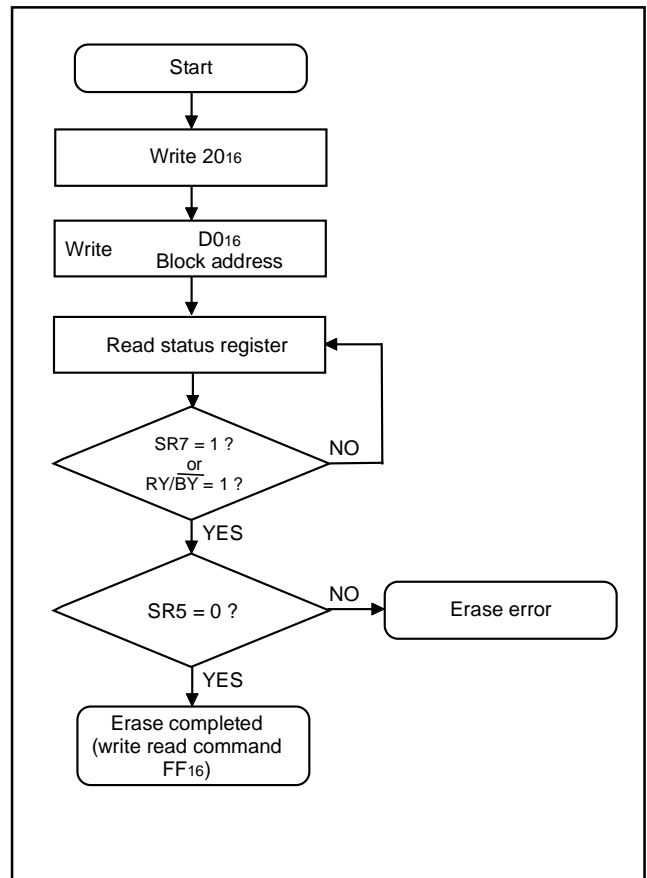 Start
Write 2016
Write D016
Block address
Read status register
SR7 = 1 ?
or
RY/B̅Y̅ = 1 ?
NO
YES
SR5 = 0 ?
NO
Erase error
YES
Erase completed
(write read command
FF16)